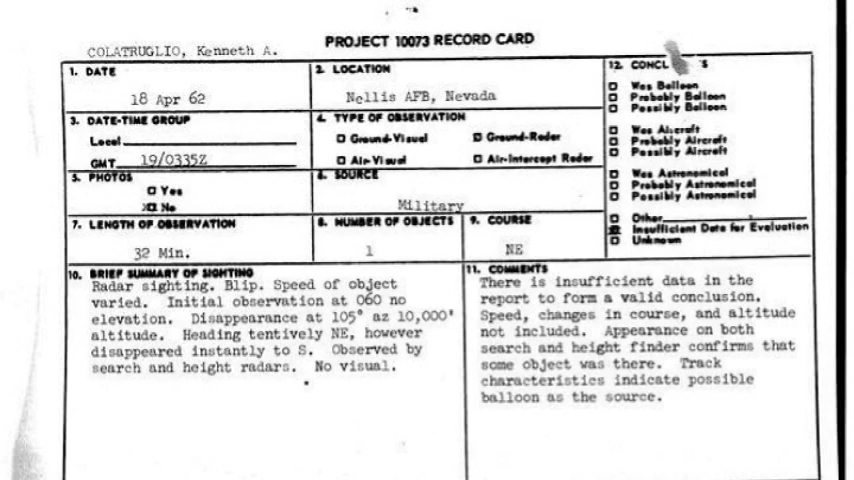 COLATRUGLIO, Kenneth A.
PROJECT 10073 RECORD CARD
1. DATE
18 Apr 62
2. LOCATION
Nellis AFB, Nevada
12. CONCL S
Was Balloon
Probably Balloon
Possibly Balloon
Was Aircraft
Probably Aircraft
Possibly Aircraft
Was Astronomical
Probably Astronomical
Possibly Astronomical
Other
Insufficient Data for Evaluation
Unknown
3. DATE-TIME GROUP
Local
GMT 19/0335Z
4. TYPE OF OBSERVATION
Ground-Visual Ground-Radar
Air-Visual Air-Intercept Radar
5. PHOTOS
Yes
No
6. SOURCE
Military
7. LENGTH OF OBSERVATION
32 Min.
8. NUMBER OF OBJECTS
1
9. COURSE
NE
10. BRIEF SUMMARY OF SIGHTING
Radar sighting. Blip. Speed of object
varied. Initial observation at 060 no
elevation. Disappearance at 105° az 10,000'
altitude. Heading tentively NE, however
disappeared instantly to S. Observed by
search and height radars. No visual.
11. COMMENTS
There is insufficient data in the
report to form a valid conclusion.
Speed, changes in course, and altitude
not included. Appearance on both
search and height finder confirms that
some object was there. Track
characteristics indicate possible
balloon as the source.